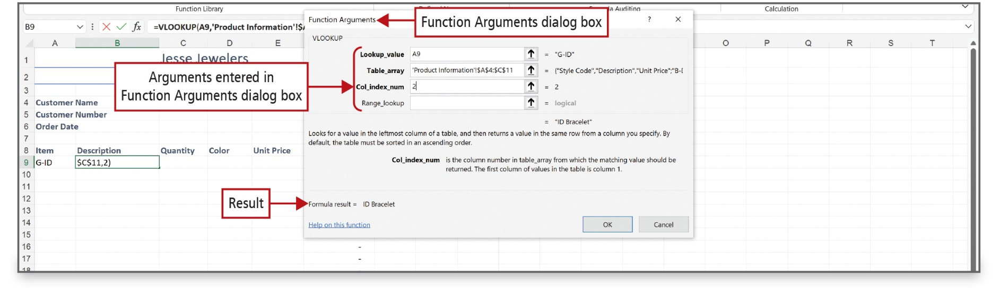 Function Library
Calculation
B9
fx
=VLOOKUP(A9,'Product Information'!$
Function Arguments
Function Arguments dialog box
?
A B C D E O P Q R S T
VLOOKUP
1 Jesse Jewelers
Lookup_value A9 = "G-ID"
Table_array 'Product Information'!$A$4:$C$11 = {"Style Code","Description","Unit Price";"B-
Col_index_num 2 = 2
Range_lookup = logical
= "ID Bracelet"
Arguments entered in
Function Arguments dialog box
2
3
4 Customer Name
5 Customer Number
6 Order Date
7
8 Item Description Quantity Color Unit Price
9 G-ID $C$11,2)
10
11
12
13
14
15
16 -
17 -
18
Looks for a value in the leftmost column of a table, and then returns a value in the same row from a column you specify. By
default, the table must be sorted in an ascending order.
Col_index_num is the column number in table_array from which the matching value should be
returned. The first column of values in the table is column 1.
Result
Formula result = ID Bracelet
Help on this function
OK
Cancel